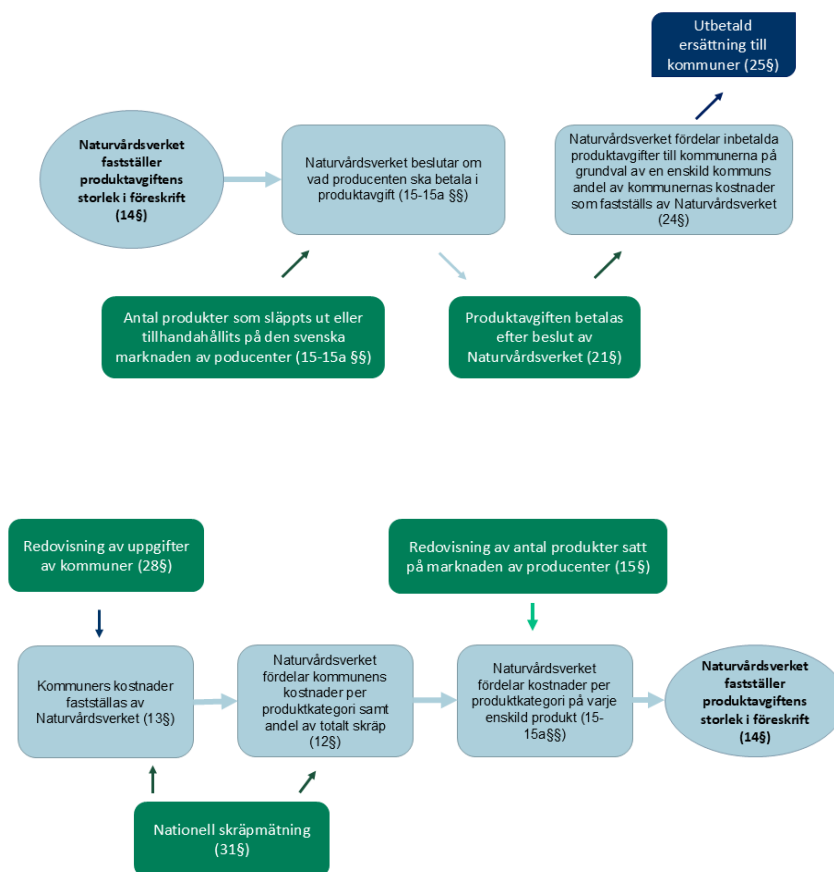 Utbetald
ersättning till
kommuner (25§)
Naturvårdsverket
fastställer
produktavgiftens
storlek i föreskrift
(14§)
Naturvårdsverket beslutar om
vad producenten ska betala i
produktavgift (15-15a §§)
Naturvårdsverket fördelar inbetalda
produktavgifter till kommunerna på
grundval av en enskild kommuns
andel av kommunernas kostnader
som fastställs av Naturvårdsverket
(24§)
Antal produkter som släppts ut eller
tillhandahållits på den svenska
marknaden av poducenter (15-15a §§)
Produktavgiften betalas
efter beslut av
Naturvårdsverket (21§)
Redovisning av uppgifter
av kommuner (28§)
Redovisning av antal produkter satt
på marknaden av producenter (15§)
Kommuners kostnader
fastställas av
Naturvårdsverket (13§)
Naturvårdsverket
fördelar kommunens
kostnader per
produktkategori samt
andel av totalt skräp
(12§)
Naturvårdsverket
fördelar kostnader per
produktkategori på varje
enskild produkt (15-
15a§§)
Naturvårdsverket
fastställer
produktavgiftens
storlek i föreskrift
(14§)
Nationell skräpmätning
(31§)